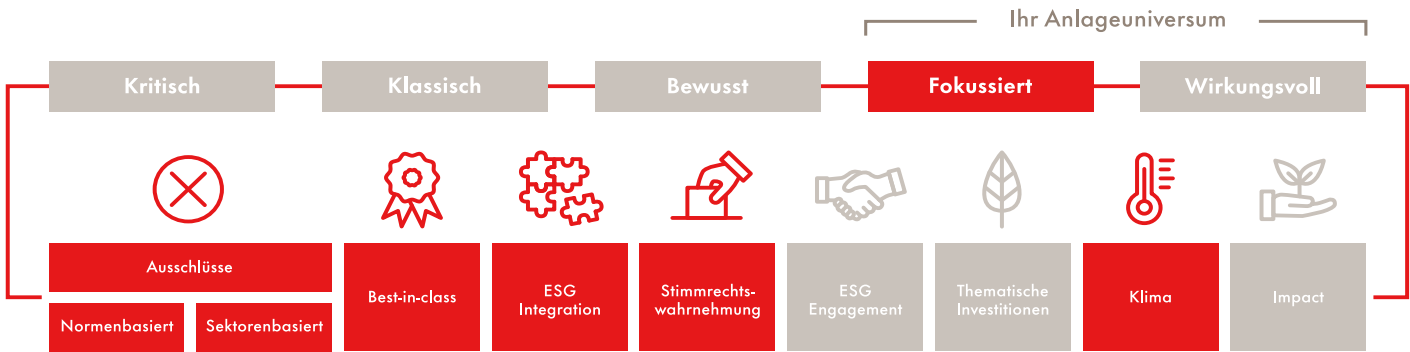 Ihr Anlageuniversum
Kritisch
Klassisch
Bewusst
Fokussiert
Wirkungsvoll
Ausschlüsse
Normenbasiert
Sektorenbasiert
Best-in-class
ESG
Integration
Stimmrechts-
wahrnehmung
ESG
Engagement
Thematische
Investitionen
Klima
Impact